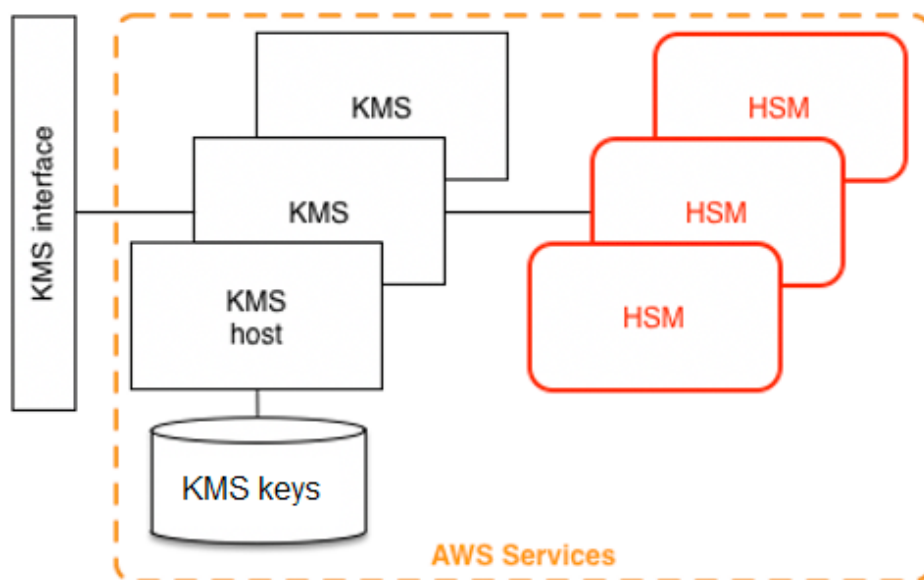 KMS interface
KMS
KMS
KMS
host
KMS keys
HSM
HSM
HSM
AWS Services